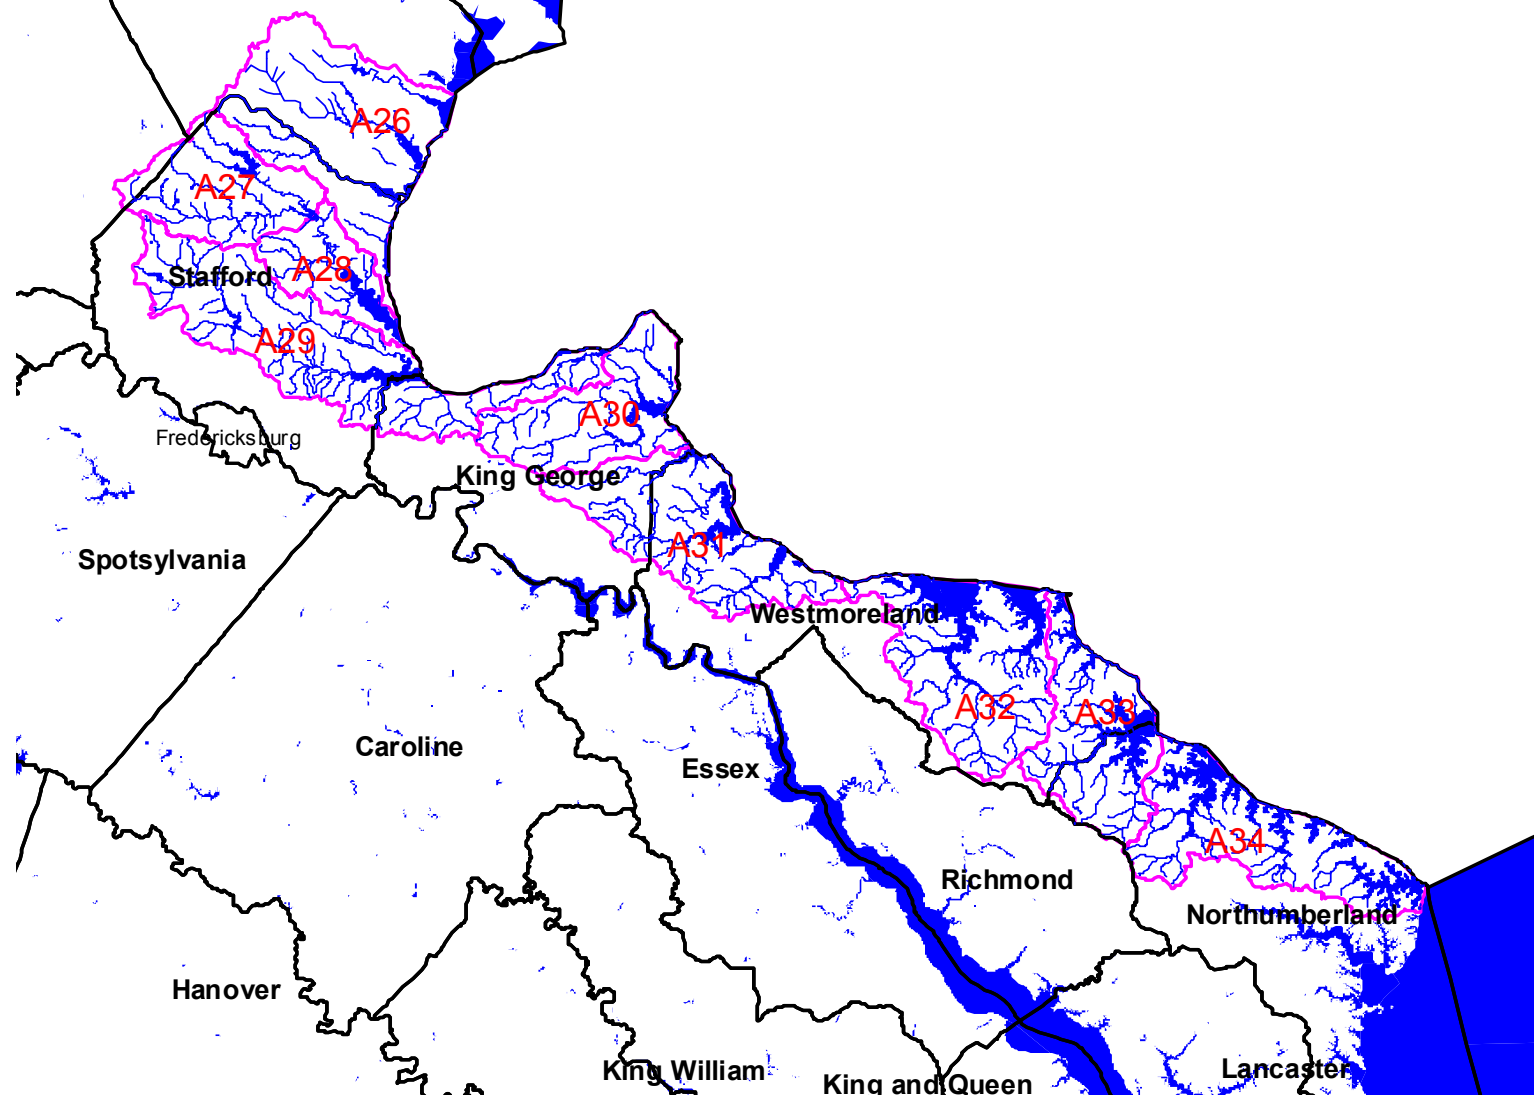 A26
A27
A28
Stafford
A29
A30
Fredericksburg
King George
A31
Spotsylvania
Westmoreland
A32
A33
Caroline
Essex
A34
Richmond
Northumberland
Hanover
Lancaster
King William
King and Queen